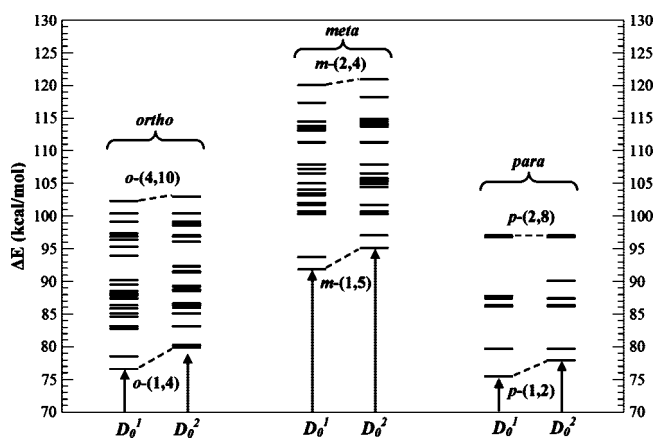 130 130
125 125
120 120
115 115
110 110
105 105
100 100
95 95
90 90
85 85
80 80
75 75
70 70
ΔE (kcal/mol)
meta
m-(2,4)
ortho
o-(4,10)
para
p-(2,8)
m-(1,5)
o-(1,4)
p-(1,2)
D₀¹ D₀² D₀¹ D₀² D₀¹ D₀²